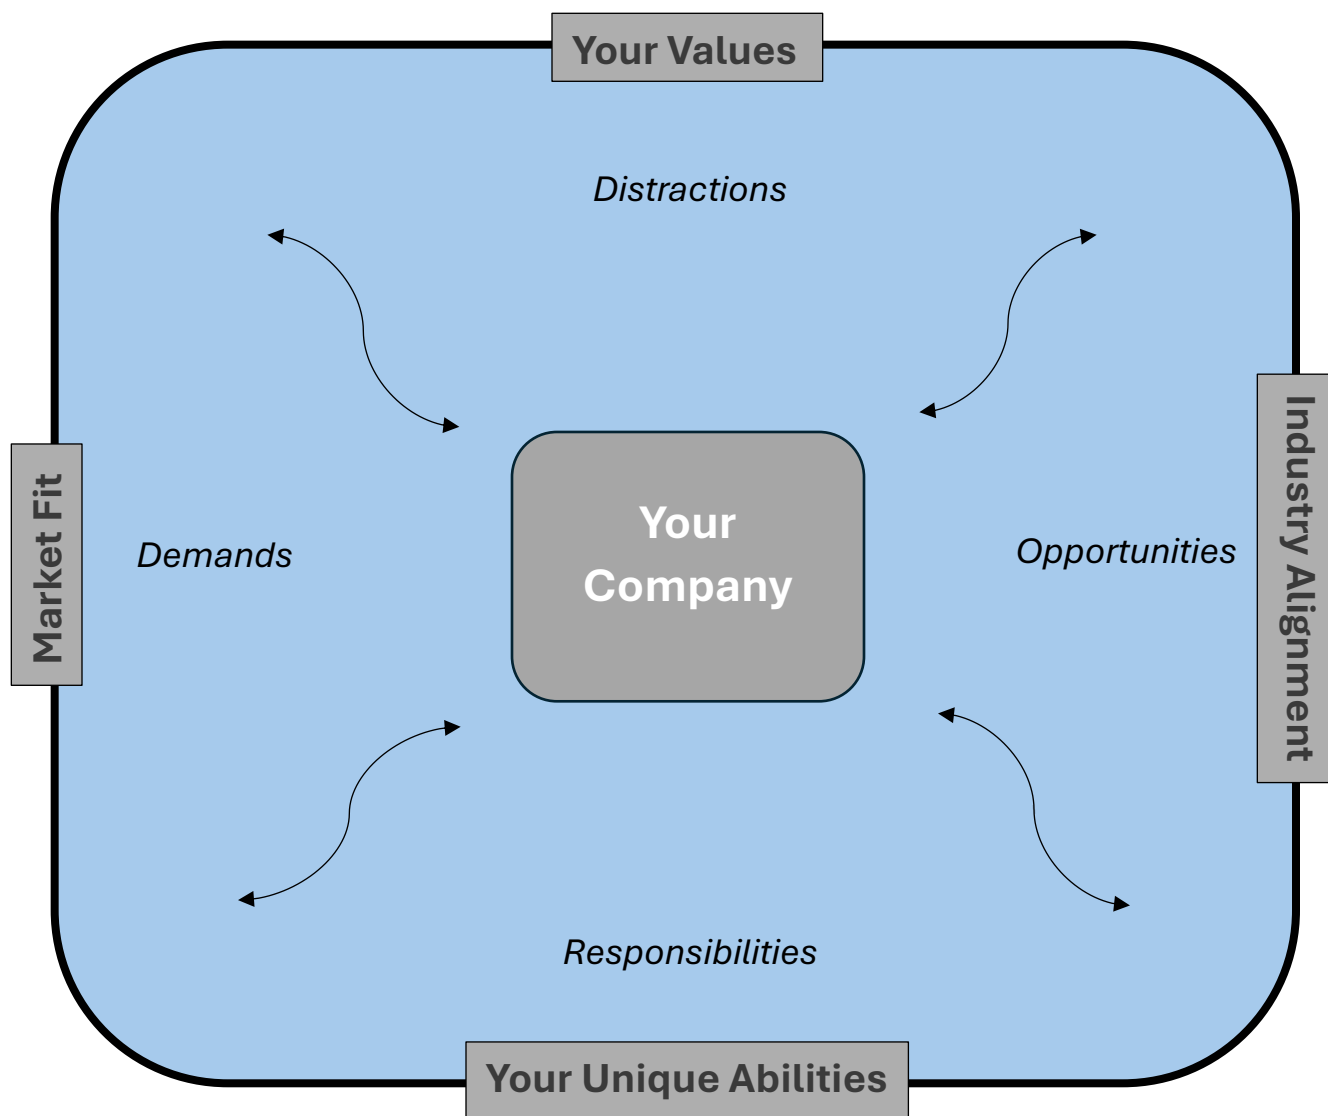 Your Values
Distractions
Market Fit
Demands
Your
Company
Opportunities
Industry Alignment
Responsibilities
Your Unique Abilities